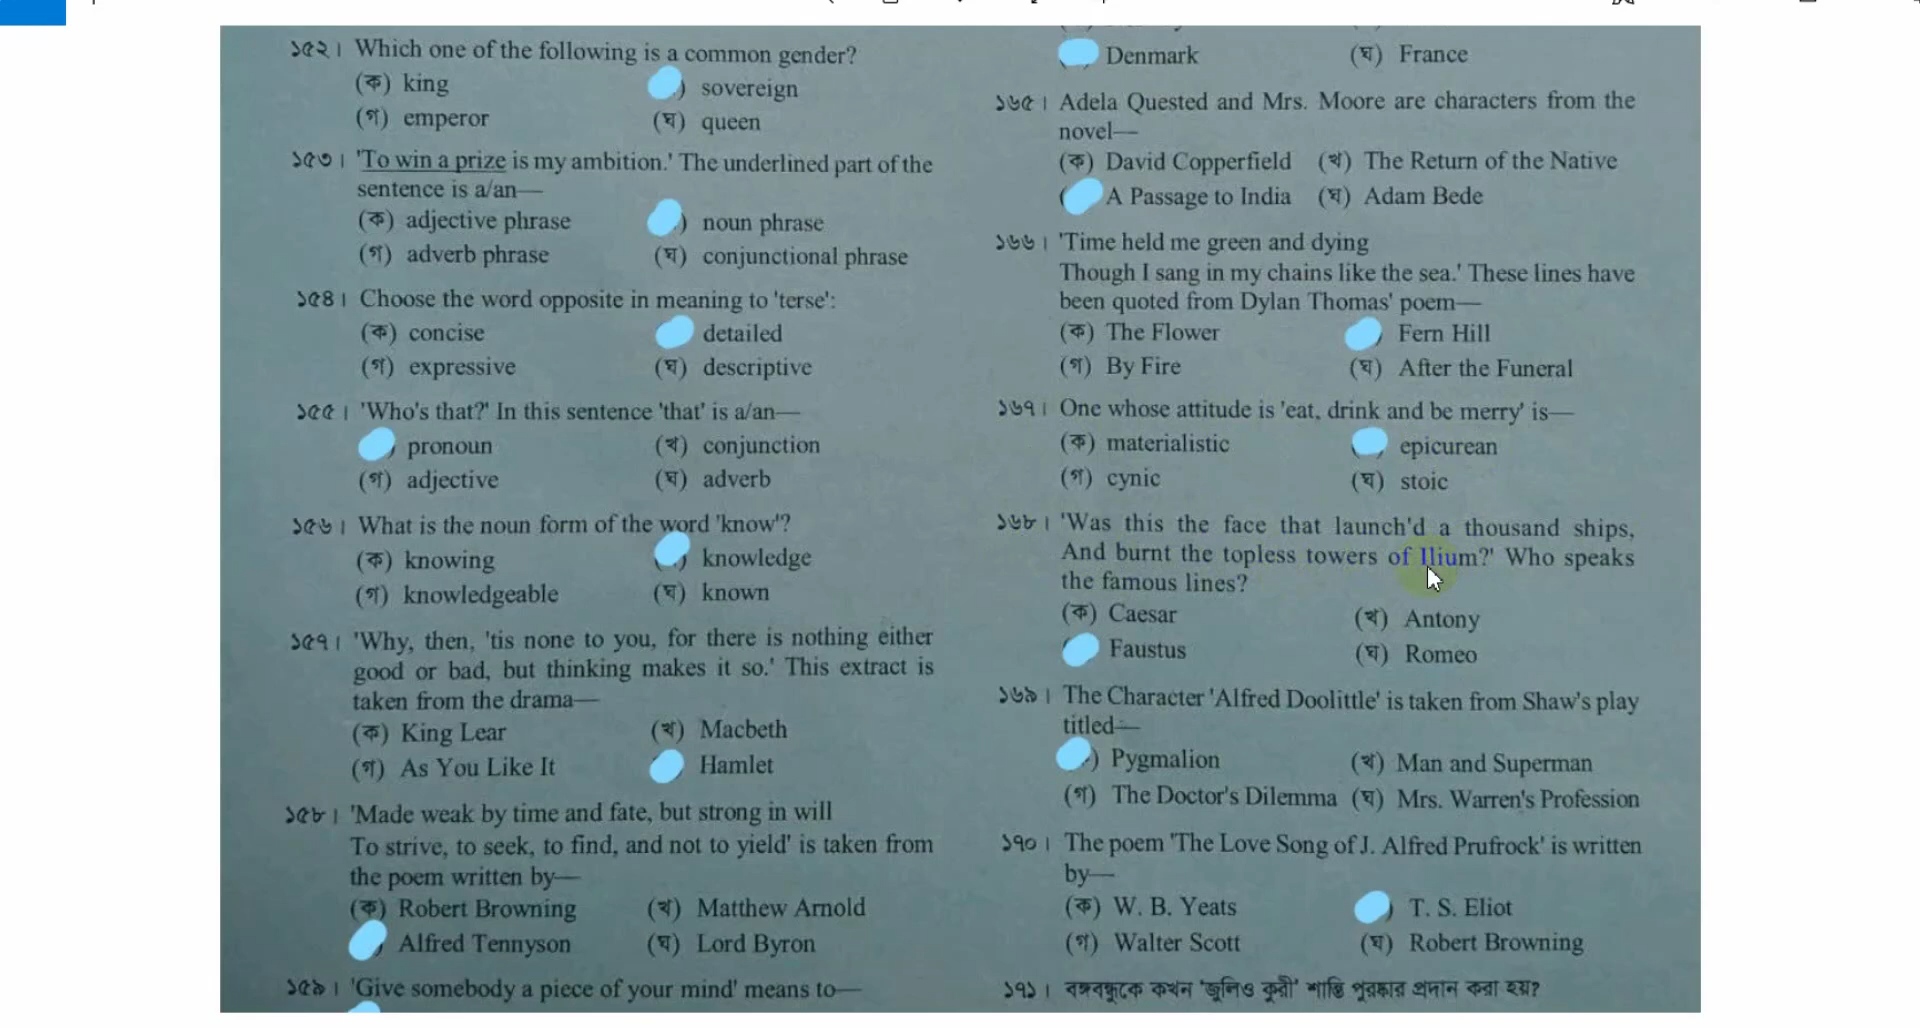 ১৫২। Which one of the following is a common gender?
(ক) king
) sovereign
(গ) emperor
(ঘ) queen
১৫৩। 'To win a prize is my ambition.' The underlined part of the
sentence is a/an—
(ক) adjective phrase
) noun phrase
(গ) adverb phrase
(ঘ) conjunctional phrase
১৫৪। Choose the word opposite in meaning to 'terse':
(ক) concise
detailed
(গ) expressive
(ঘ) descriptive
১৫৫। 'Who's that?' In this sentence 'that' is a/an—
) pronoun
(খ) conjunction
(গ) adjective
(ঘ) adverb
১৫৬। What is the noun form of the word 'know'?
(ক) knowing
( ) knowledge
(গ) knowledgeable
(ঘ) known
১৫৭। 'Why, then, 'tis none to you, for there is nothing either
good or bad, but thinking makes it so.' This extract is
taken from the drama—
(ক) King Lear
(খ) Macbeth
(গ) As You Like It
Hamlet
১৫৮। 'Made weak by time and fate, but strong in will
To strive, to seek, to find, and not to yield' is taken from
the poem written by—
(ক) Robert Browning
(খ) Matthew Arnold
) Alfred Tennyson
(ঘ) Lord Byron
১৫৯। 'Give somebody a piece of your mind' means to—
Denmark
(ঘ) France
১৬৫। Adela Quested and Mrs. Moore are characters from the
novel—
(ক) David Copperfield
(খ) The Return of the Native
( A Passage to India
(ঘ) Adam Bede
১৬৬। 'Time held me green and dying
Though I sang in my chains like the sea.' These lines have
been quoted from Dylan Thomas' poem—
(ক) The Flower
) Fern Hill
(গ) By Fire
(ঘ) After the Funeral
১৬৭। One whose attitude is 'eat, drink and be merry' is—
(ক) materialistic
) epicurean
(গ) cynic
(ঘ) stoic
১৬৮। 'Was this the face that launch'd a thousand ships,
And burnt the topless towers of Ilium?' Who speaks
the famous lines?
(ক) Caesar
(খ) Antony
Faustus
(ঘ) Romeo
১৬৯। The Character 'Alfred Doolittle' is taken from Shaw's play
titled—
) Pygmalion
(খ) Man and Superman
(গ) The Doctor's Dilemma
(ঘ) Mrs. Warren's Profession
১৭০। The poem 'The Love Song of J. Alfred Prufrock' is written
by—
(ক) W. B. Yeats
) T. S. Eliot
(গ) Walter Scott
(ঘ) Robert Browning
১৭১। বঙ্গবন্ধুকে কখন 'জুলিও কুরী' শান্তি পুরস্কার প্রদান করা হয়?